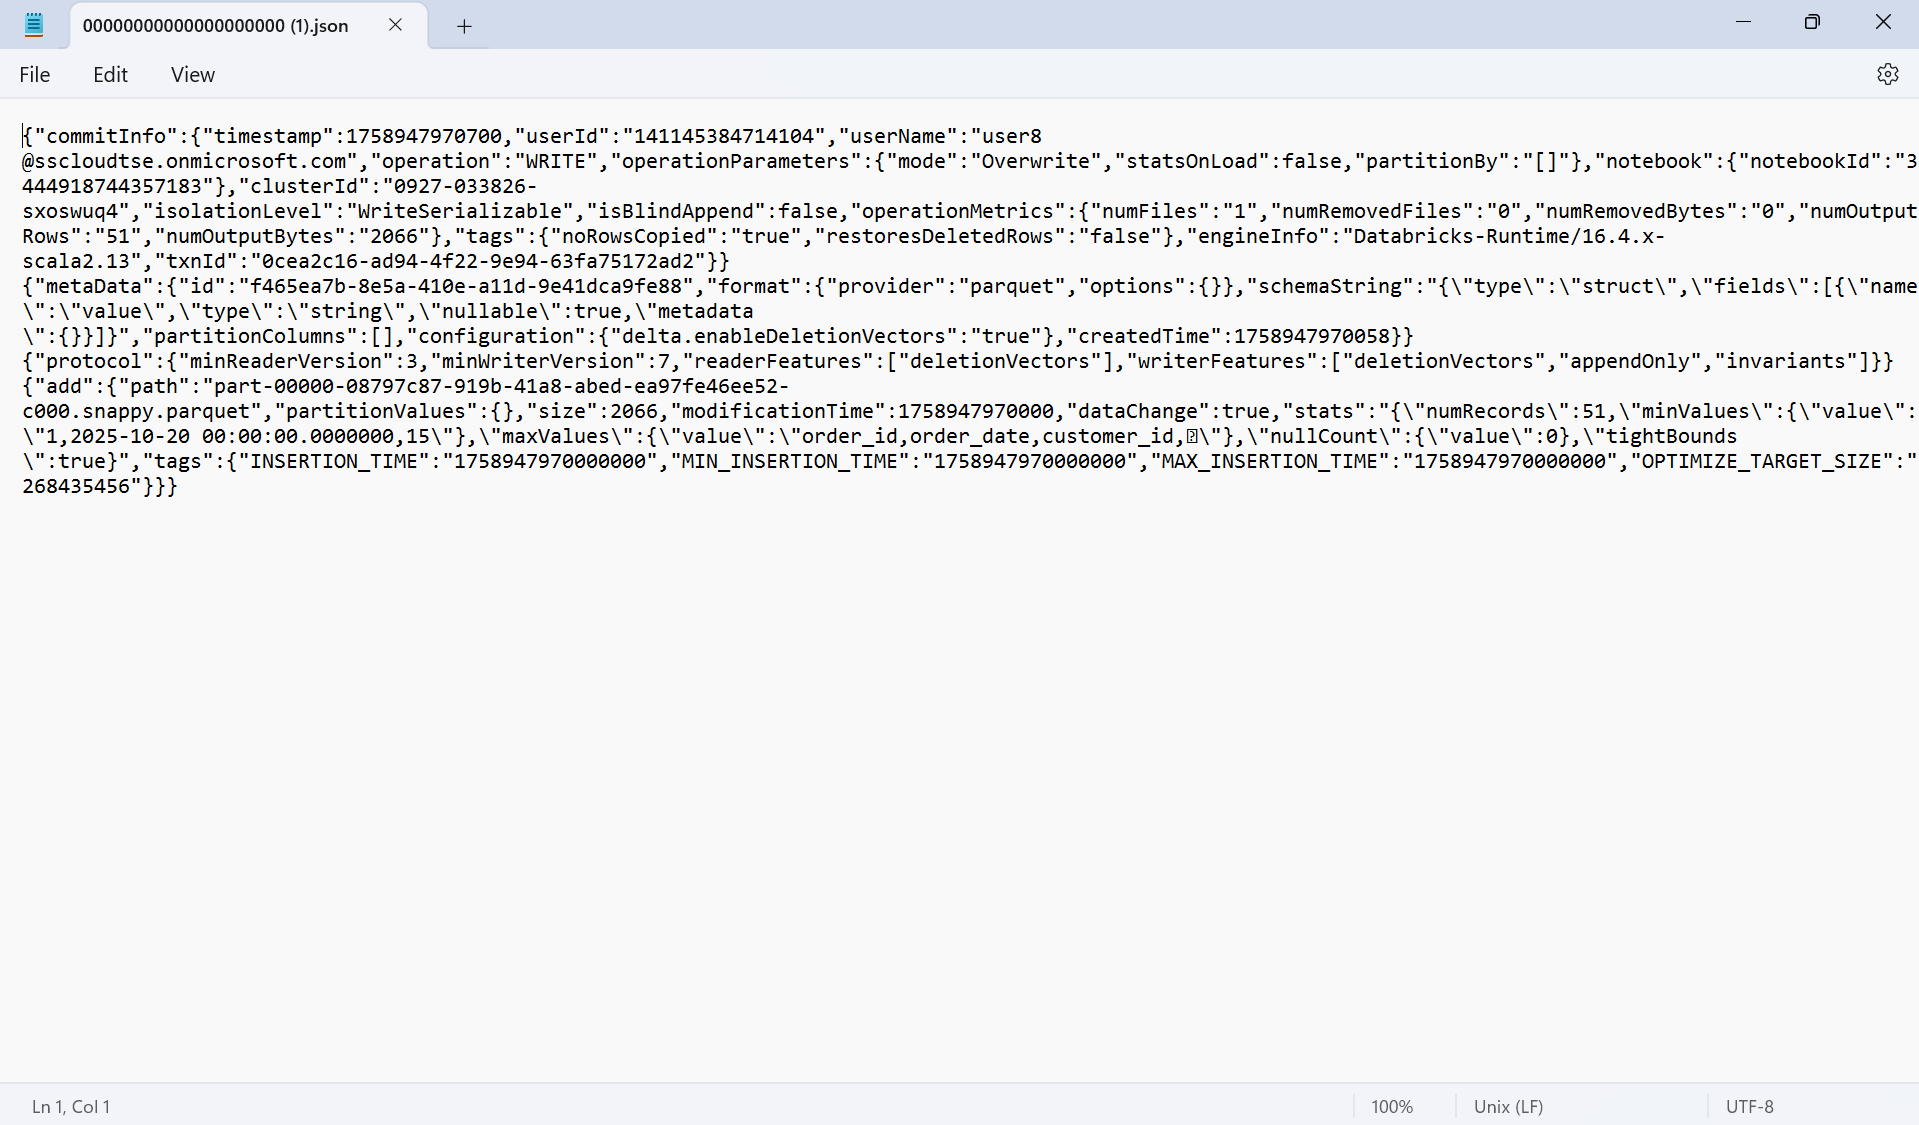 00000000000000000000 (1).json
File Edit View
{"commitInfo":{"timestamp":1758947970700,"userId":"141145384714104","userName":"user8
@sscloudtse.onmicrosoft.com","operation":"WRITE","operationParameters":{"mode":"Overwrite","statsOnLoad":false,"partitionBy":"[]"},"notebook":{"notebookId":"3
444918744357183"},"clusterId":"0927-033826-
sxoswuq4","isolationLevel":"WriteSerializable","isBlindAppend":false,"operationMetrics":{"numFiles":"1","numRemovedFiles":"0","numRemovedBytes":"0","numOutput
Rows":"51","numOutputBytes":"2066"},"tags":{"noRowsCopied":"true","restoresDeletedRows":"false"},"engineInfo":"Databricks-Runtime/16.4.x-
scala2.13","txnId":"0cea2c16-ad94-4f22-9e94-63fa75172ad2"}}
{"metaData":{"id":"f465ea7b-8e5a-410e-a11d-9e41dca9fe88","format":{"provider":"parquet","options":{}},"schemaString":"{\"type\":\"struct\",\"fields\":[{\"name
\":\"value\",\"type\":\"string\",\"nullable\":true,\"metadata
\":{}}]}","partitionColumns":[],"configuration":{"delta.enableDeletionVectors":"true"},"createdTime":1758947970058}}
{"protocol":{"minReaderVersion":3,"minWriterVersion":7,"readerFeatures":["deletionVectors"],"writerFeatures":["deletionVectors","appendOnly","invariants"]}}
{"add":{"path":"part-00000-08797c87-919b-41a8-abed-ea97fe46ee52-
c000.snappy.parquet","partitionValues":{},"size":2066,"modificationTime":1758947970000,"dataChange":true,"stats":"{\"numRecords\":51,\"minValues\":{\"value\":
\"1,2025-10-20 00:00:00.0000000,15\"},\"maxValues\":{\"value\":\"order_id,order_date,customer_id,\"},\"nullCount\":{\"value\":0},\"tightBounds
\":true}","tags":{"INSERTION_TIME":"1758947970000000","MIN_INSERTION_TIME":"1758947970000000","MAX_INSERTION_TIME":"1758947970000000","OPTIMIZE_TARGET_SIZE":"
268435456"}}}
Ln 1, Col 1 100% Unix (LF) UTF-8